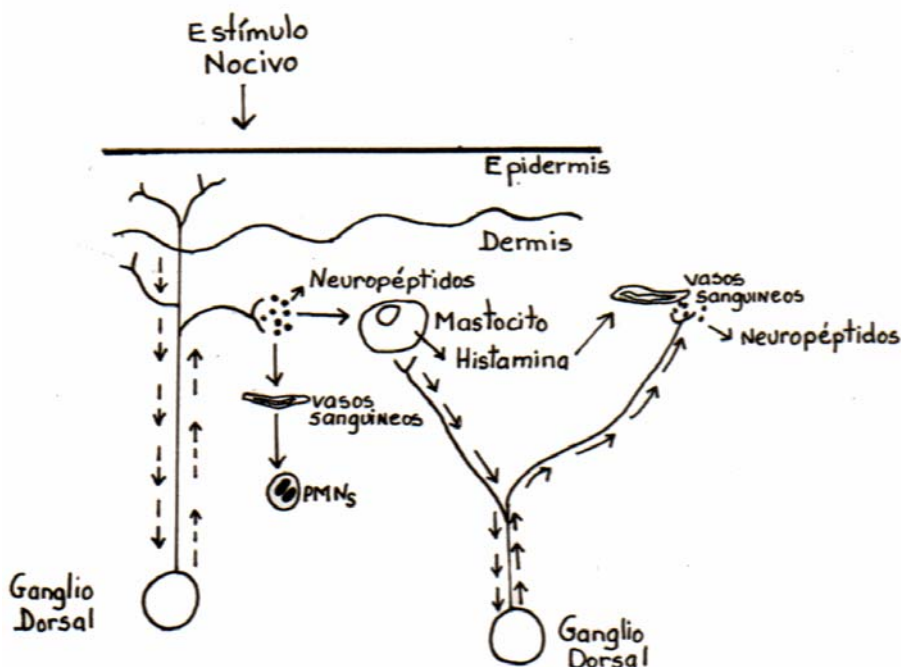 Estímulo
Nocivo
Epidermis
Dermis
Neuropéptidos
Mastocito
Histamina
vasos
sanguineos
Neuropéptidos
vasos
sanguineos
PMNs
Ganglio
Dorsal
Ganglio
Dorsal